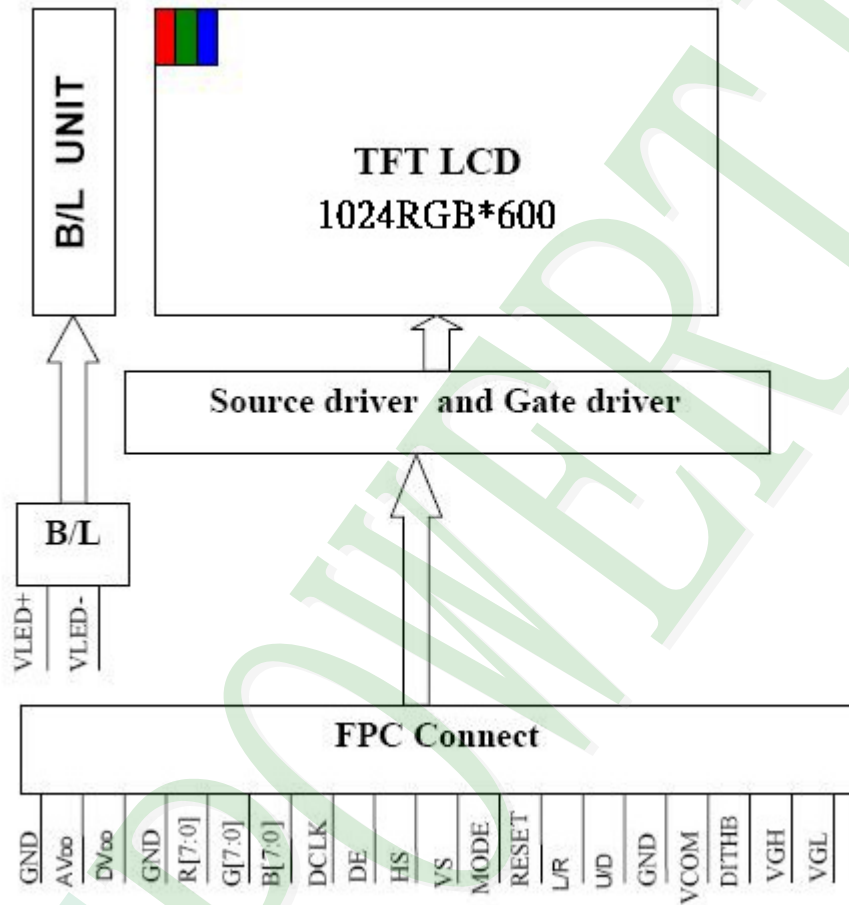 B/L UNIT
TFT LCD
1024RGB*600
Source driver and Gate driver
B/L
VLED+
VLED-
FPC Connect
GND
AVDD
DVDD
GND
R[7:0]
G[7:0]
B[7:0]
DCLK
DE
HS
VS
MODE
RESET
L/R
U/D
GND
VCOM
DITHB
VGH
VGL